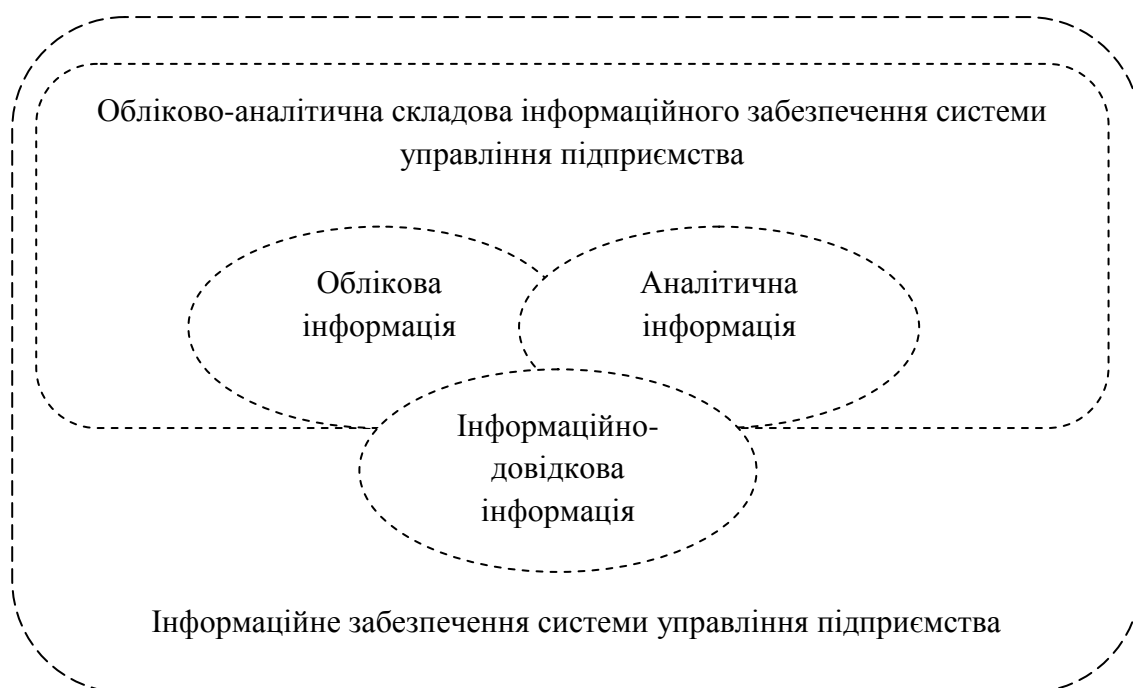 Обліково-аналітична складова інформаційного забезпечення системи
управління підприємства
Облікова
інформація
Аналітична
інформація
Інформаційно-
довідкова
інформація
Інформаційне забезпечення системи управління підприємства